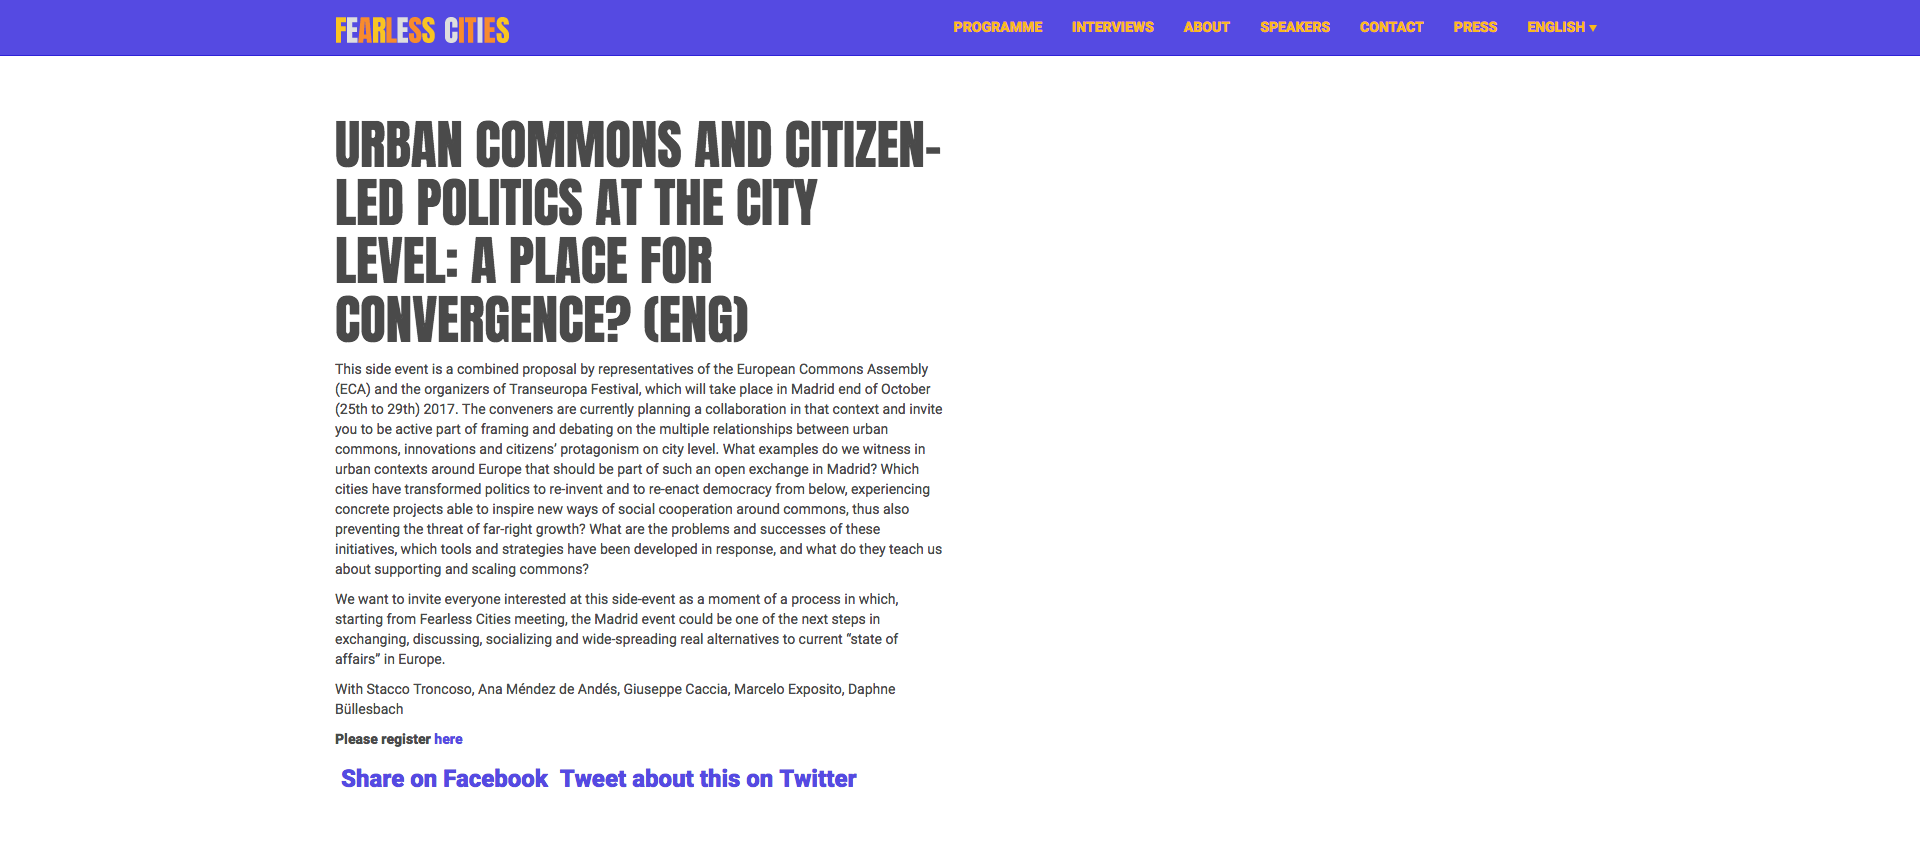 FEARLESS CITIES
PROGRAMME INTERVIEWS ABOUT SPEAKERS CONTACT PRESS ENGLISH ▾
URBAN COMMONS AND CITIZEN-
LED POLITICS AT THE CITY
LEVEL: A PLACE FOR
CONVERGENCE? (ENG)
This side event is a combined proposal by representatives of the European Commons Assembly
(ECA) and the organizers of Transeuropa Festival, which will take place in Madrid end of October
(25th to 29th) 2017. The conveners are currently planning a collaboration in that context and invite
you to be active part of framing and debating on the multiple relationships between urban
commons, innovations and citizens’ protagonism on city level. What examples do we witness in
urban contexts around Europe that should be part of such an open exchange in Madrid? Which
cities have transformed politics to re-invent and to re-enact democracy from below, experiencing
concrete projects able to inspire new ways of social cooperation around commons, thus also
preventing the threat of far-right growth? What are the problems and successes of these
initiatives, which tools and strategies have been developed in response, and what do they teach us
about supporting and scaling commons?
We want to invite everyone interested at this side-event as a moment of a process in which,
starting from Fearless Cities meeting, the Madrid event could be one of the next steps in
exchanging, discussing, socializing and wide-spreading real alternatives to current “state of
affairs” in Europe.
With Stacco Troncoso, Ana Méndez de Andés, Giuseppe Caccia, Marcelo Exposito, Daphne
Büllesbach
Please register here
Share on Facebook Tweet about this on Twitter